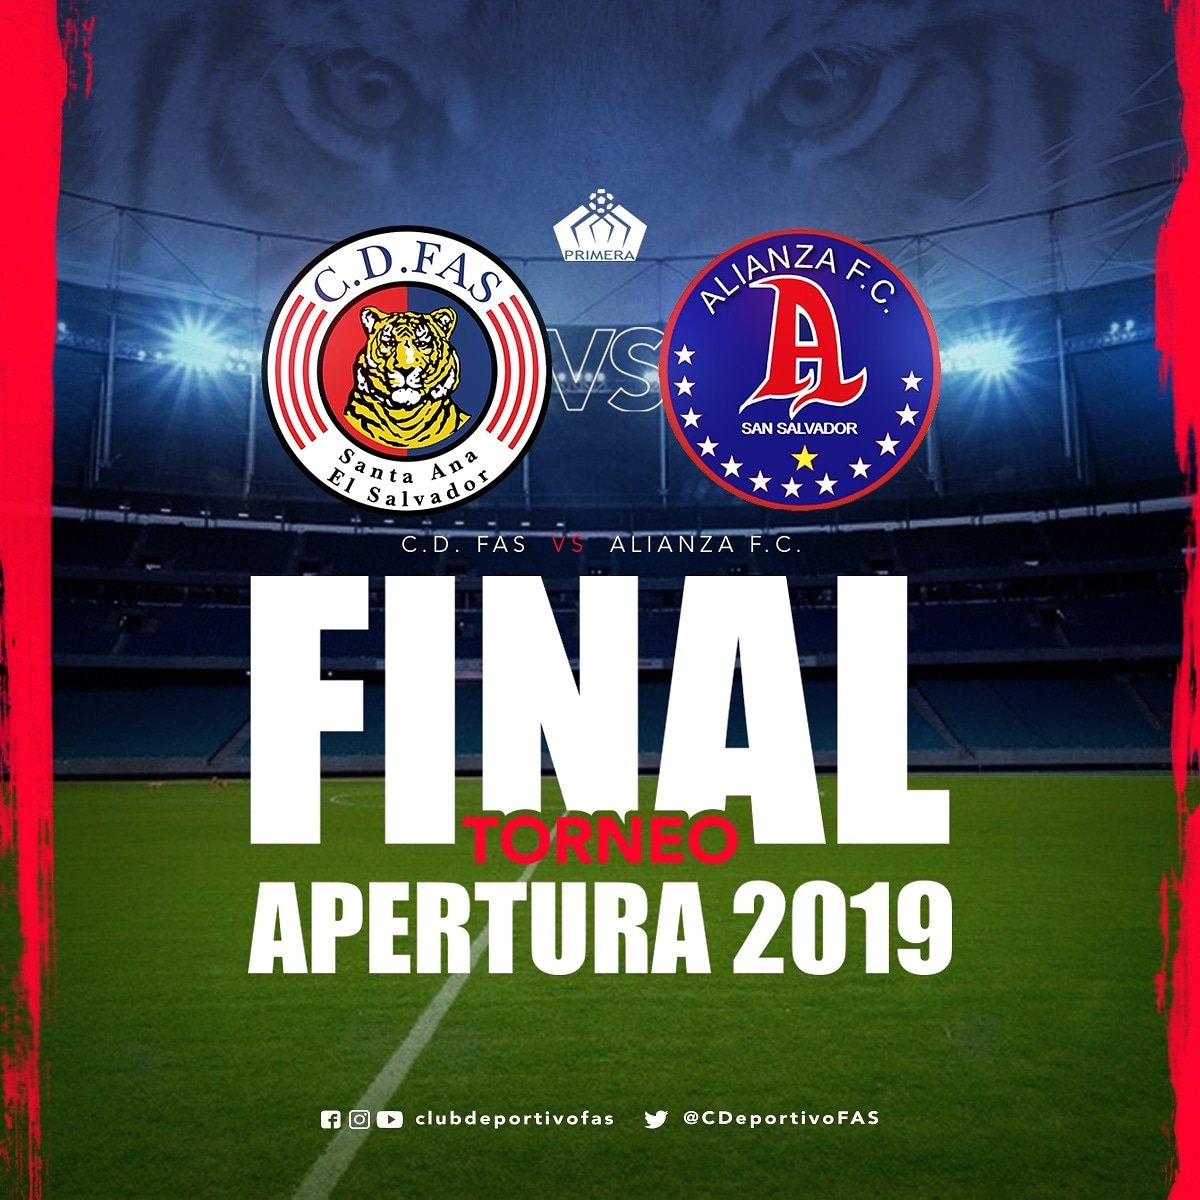 PRIMERA
C.D.FAS
Santa Ana
El Salvador
VS
ALIANZA F.C.
A
SAN SALVADOR
C.D. FAS VS ALIANZA F.C.
FINAL
TORNEO
APERTURA 2019
clubdeportivofas @CDeportivoFAS